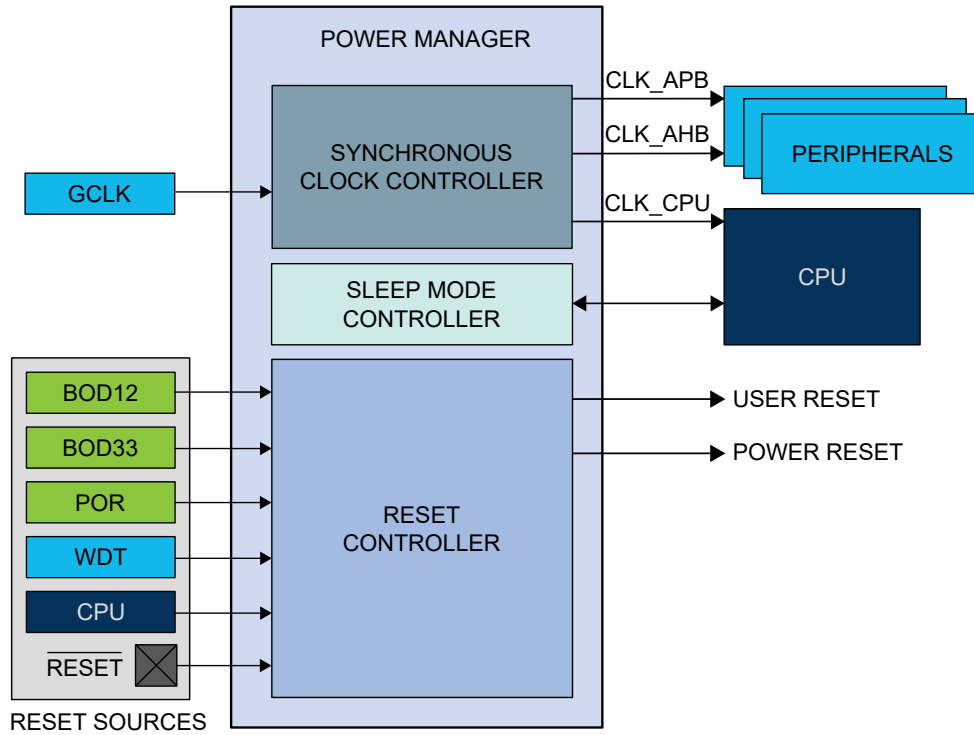 POWER MANAGER
CLK_APB
SYNCHRONOUS
CLOCK CONTROLLER
CLK_AHB
PERIPHERALS
GCLK
CLK_CPU
CPU
SLEEP MODE
CONTROLLER
BOD12
BOD33
POR
WDT
CPU
RESET
RESET SOURCES
RESET
CONTROLLER
USER RESET
POWER RESET